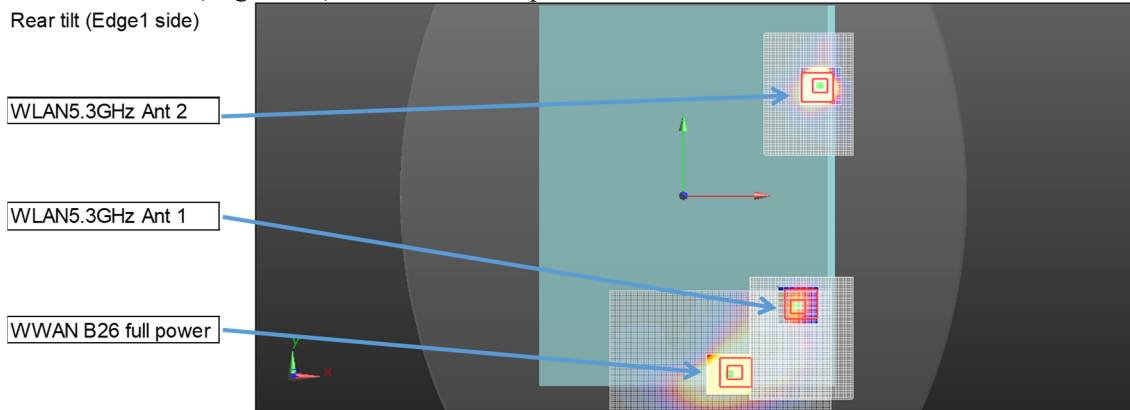 Rear tilt (Edge1 side)
WLAN5.3GHz Ant 2
WLAN5.3GHz Ant 1
WWAN B26 full power
y
x